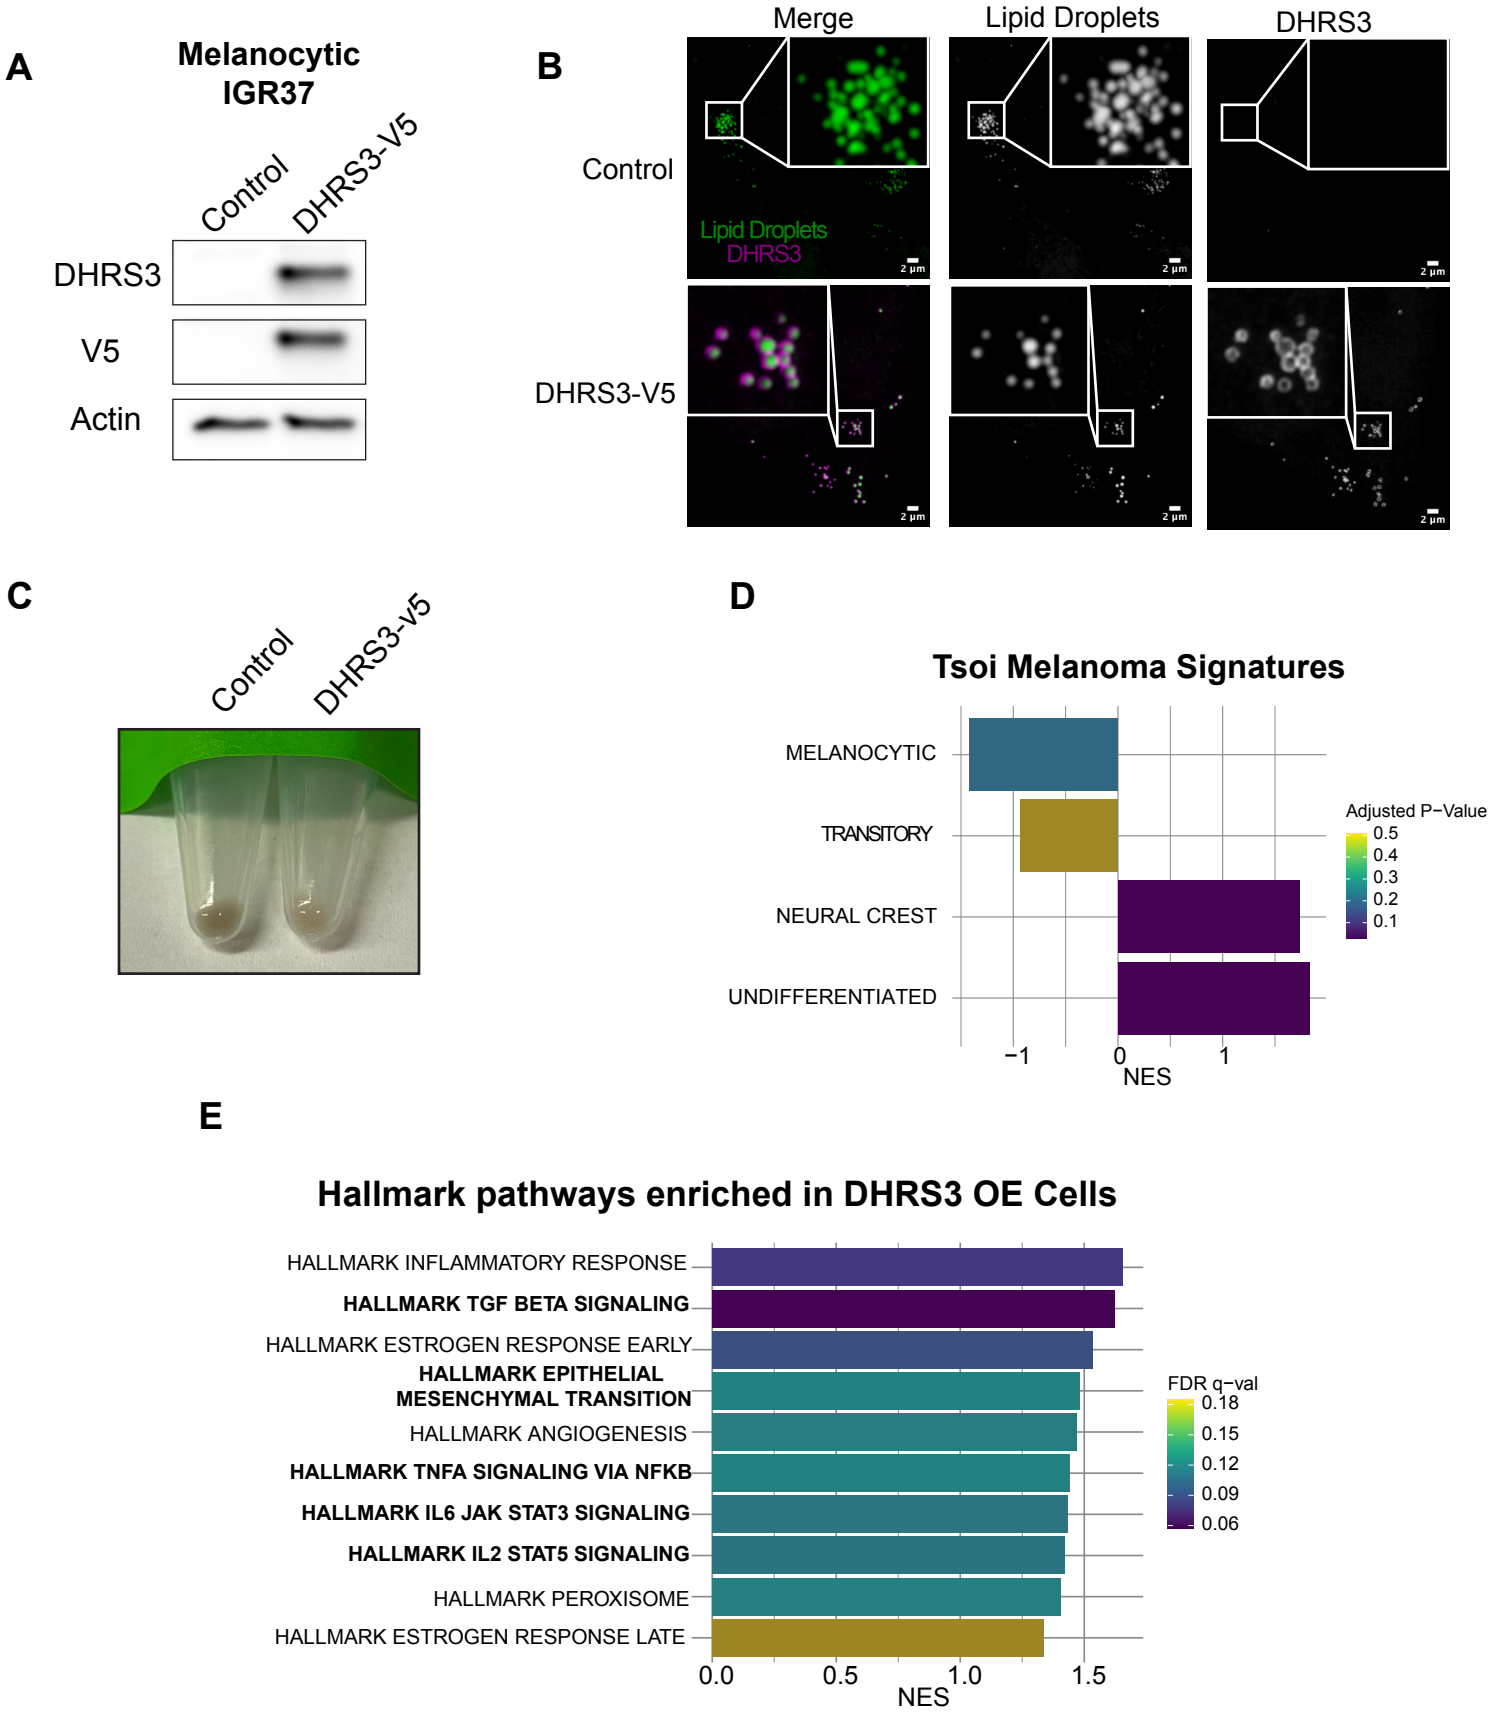 A
Melanocytic
IGR37
Control
DHRS3-V5
DHRS3
V5
Actin
B
Merge
Lipid Droplets
DHRS3
Control
Lipid Droplets
DHRS3
2 μm
2 μm
2 μm
DHRS3-V5
2 μm
2 μm
2 μm
C
Control
DHRS3-v5
D
Tsoi Melanoma Signatures
MELANOCYTIC
TRANSITORY
NEURAL CREST
UNDIFFERENTIATED
−1
0
1
NES
Adjusted P−Value
0.5
0.4
0.3
0.2
0.1
E
Hallmark pathways enriched in DHRS3 OE Cells
HALLMARK INFLAMMATORY RESPONSE
HALLMARK TGF BETA SIGNALING
HALLMARK ESTROGEN RESPONSE EARLY
HALLMARK EPITHELIAL
MESENCHYMAL TRANSITION
HALLMARK ANGIOGENESIS
HALLMARK TNFA SIGNALING VIA NFKB
HALLMARK IL6 JAK STAT3 SIGNALING
HALLMARK IL2 STAT5 SIGNALING
HALLMARK PEROXISOME
HALLMARK ESTROGEN RESPONSE LATE
0.0
0.5
1.0
1.5
NES
FDR q−val
0.18
0.15
0.12
0.09
0.06